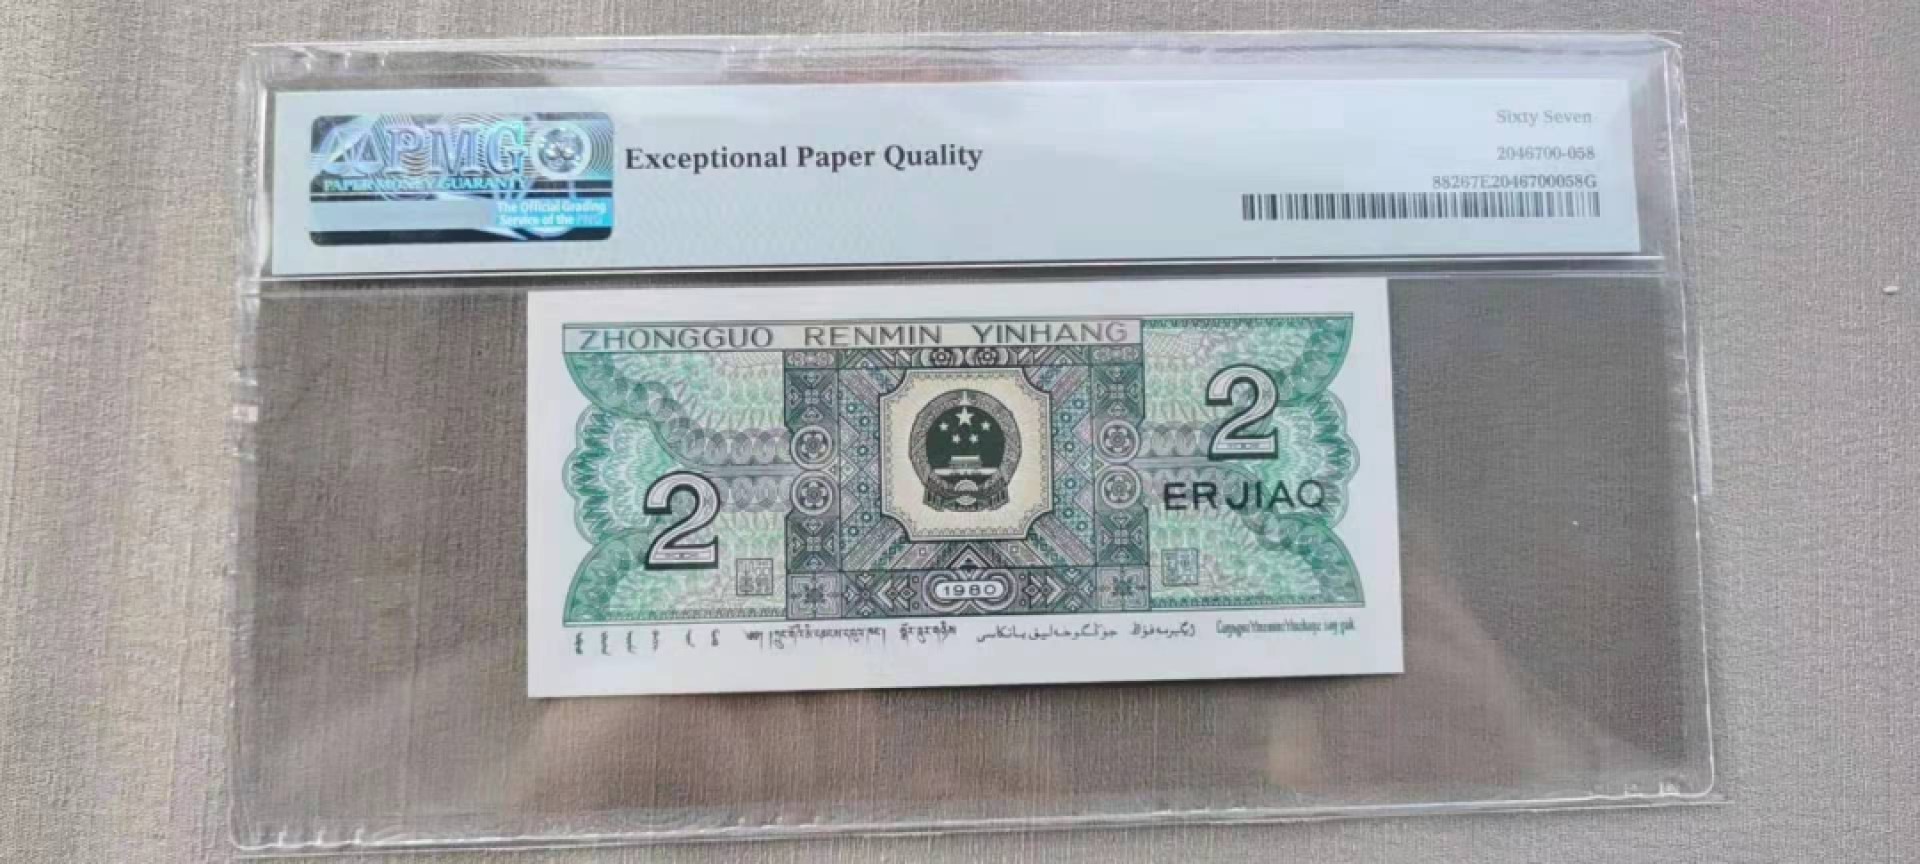 PMG
PAPER MONEY GUARANTY
The Official Grading
Service of the PNG
Exceptional Paper Quality
Sixty Seven
2046700-058
88267E2046700058G
ZHONGGUO RENMIN YINHANG
2
2
ERJIAO
1980